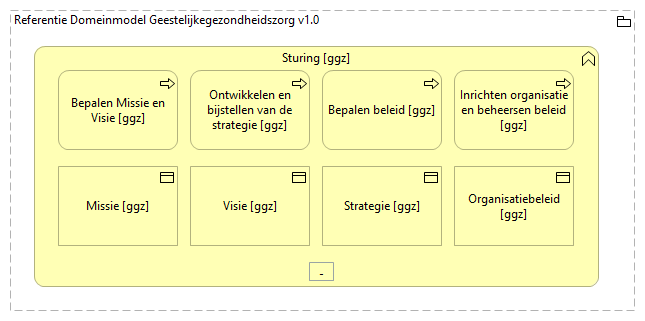 Referentie Domeinmodel Geestelijkegezondheidszorg v1.0
Sturing [ggz]
Bepalen Missie en
Visie [ggz]
Ontwikkelen en
bijstellen van de
strategie [ggz]
Bepalen beleid [ggz]
Inrichten organisatie
en beheersen beleid
[ggz]
Missie [ggz]
Visie [ggz]
Strategie [ggz]
Organisatiebeleid
[ggz]
-